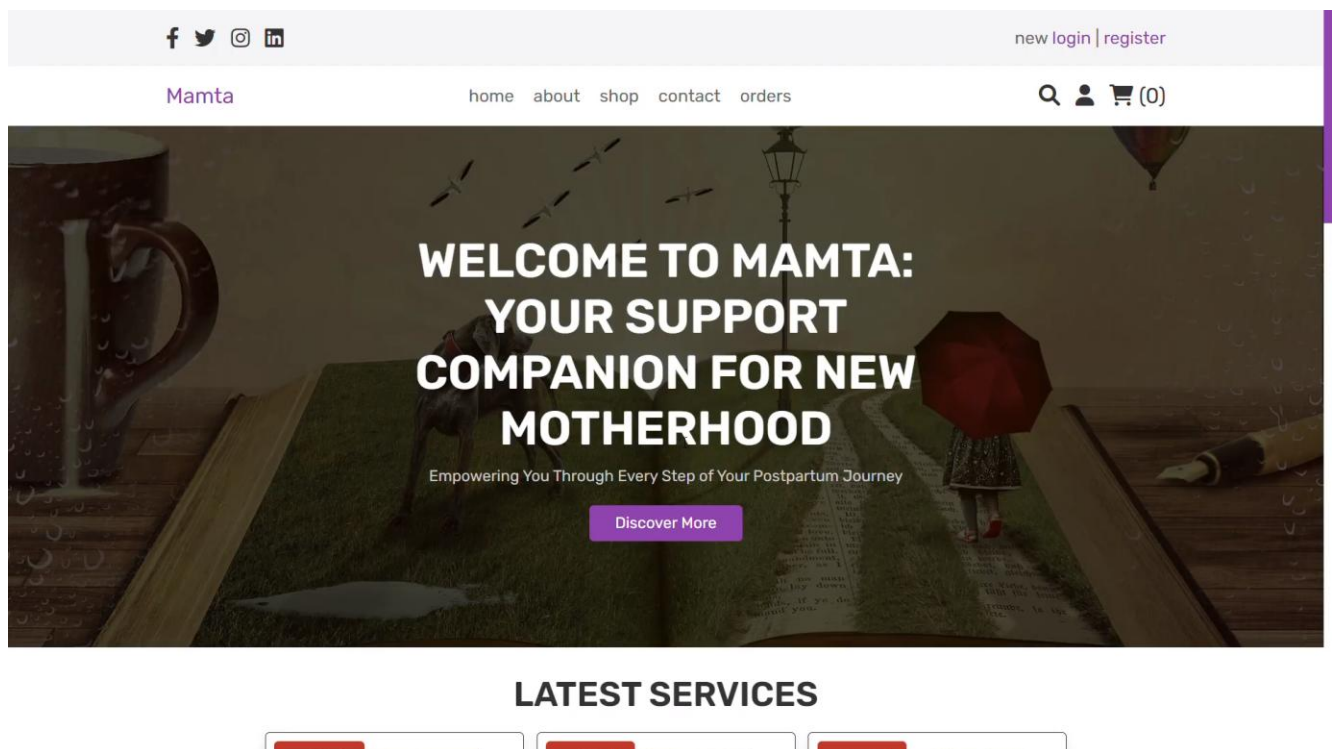 new login | register
Mamta
home about shop contact orders
(0)
WELCOME TO MAMTA:
YOUR SUPPORT
COMPANION FOR NEW
MOTHERHOOD
Empowering You Through Every Step of Your Postpartum Journey
Discover More
LATEST SERVICES